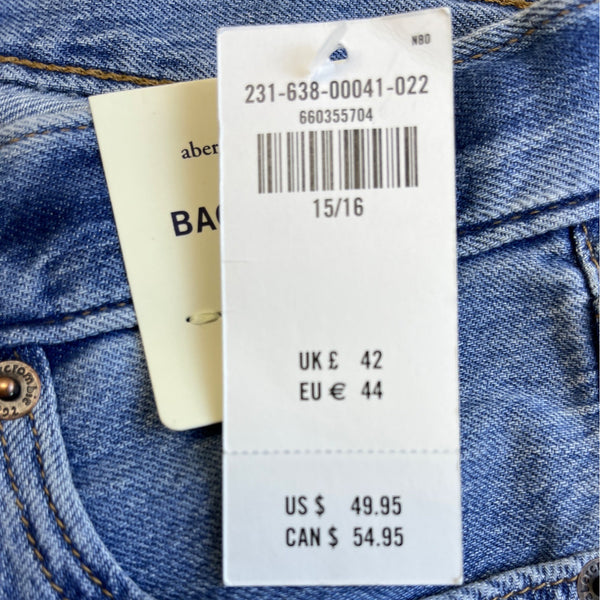 NBO
231-638-00041-022
660355704
15/16
UK £ 42
EU € 44
US $ 49.95
CAN $ 54.95
aber
BAG